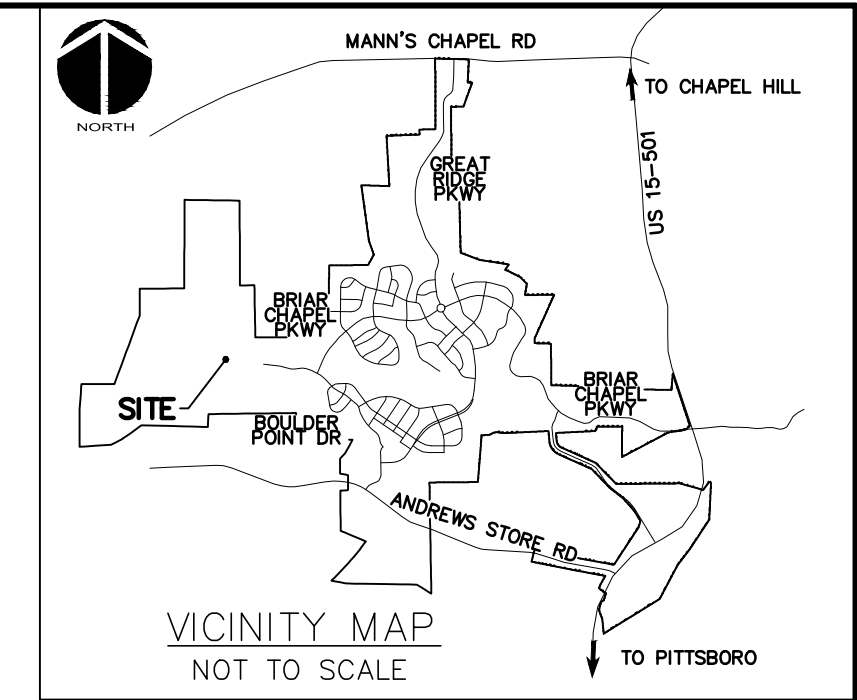 MANN'S CHAPEL RD
NORTH
TO CHAPEL HILL
US 15-501
GREAT
RIDGE
PKWY
BRIAR
CHAPEL
PKWY
SITE
BRIAR
CHAPEL
PKWY
BOULDER
POINT DR
ANDREWS STORE RD
VICINITY MAP
NOT TO SCALE
TO PITTSBORO